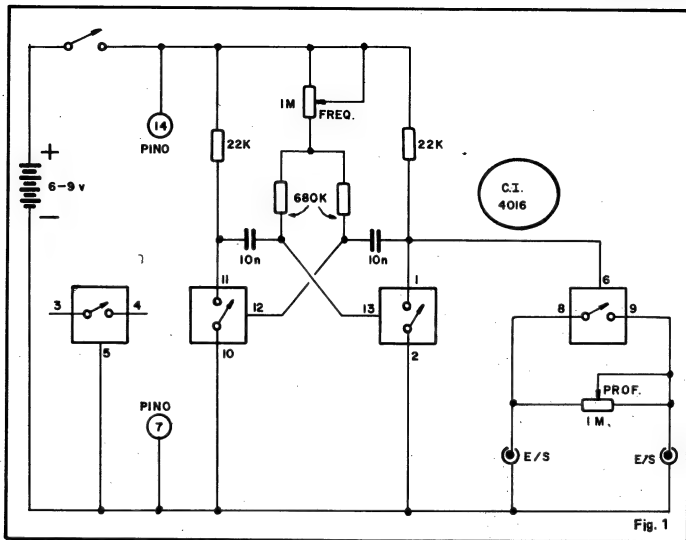 14
PINO
1M
FREQ.
22K
22K
+
6-9 v
−
680K
C.I.
4016
10n
10n
3
4
5
11
12
10
13
1
2
6
8
9
PROF.
1M.
PINO
7
E/S
E/S
Fig. 1